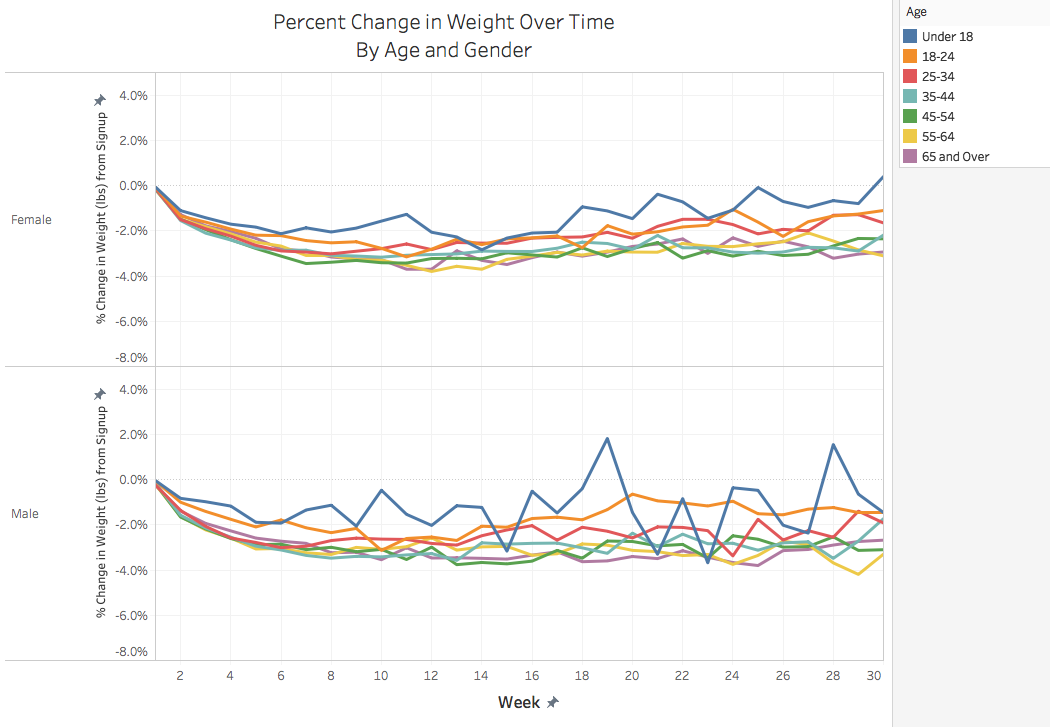 Percent Change in Weight Over Time
By Age and Gender
Age
Under 18
18-24
25-34
35-44
45-54
55-64
65 and Over
Female
% Change in Weight (lbs) from Signup
4.0%
2.0%
0.0%
-2.0%
-4.0%
-6.0%
-8.0%
Male
% Change in Weight (lbs) from Signup
4.0%
2.0%
0.0%
-2.0%
-4.0%
-6.0%
-8.0%
2 4 6 8 10 12 14 16 18 20 22 24 26 28 30
Week